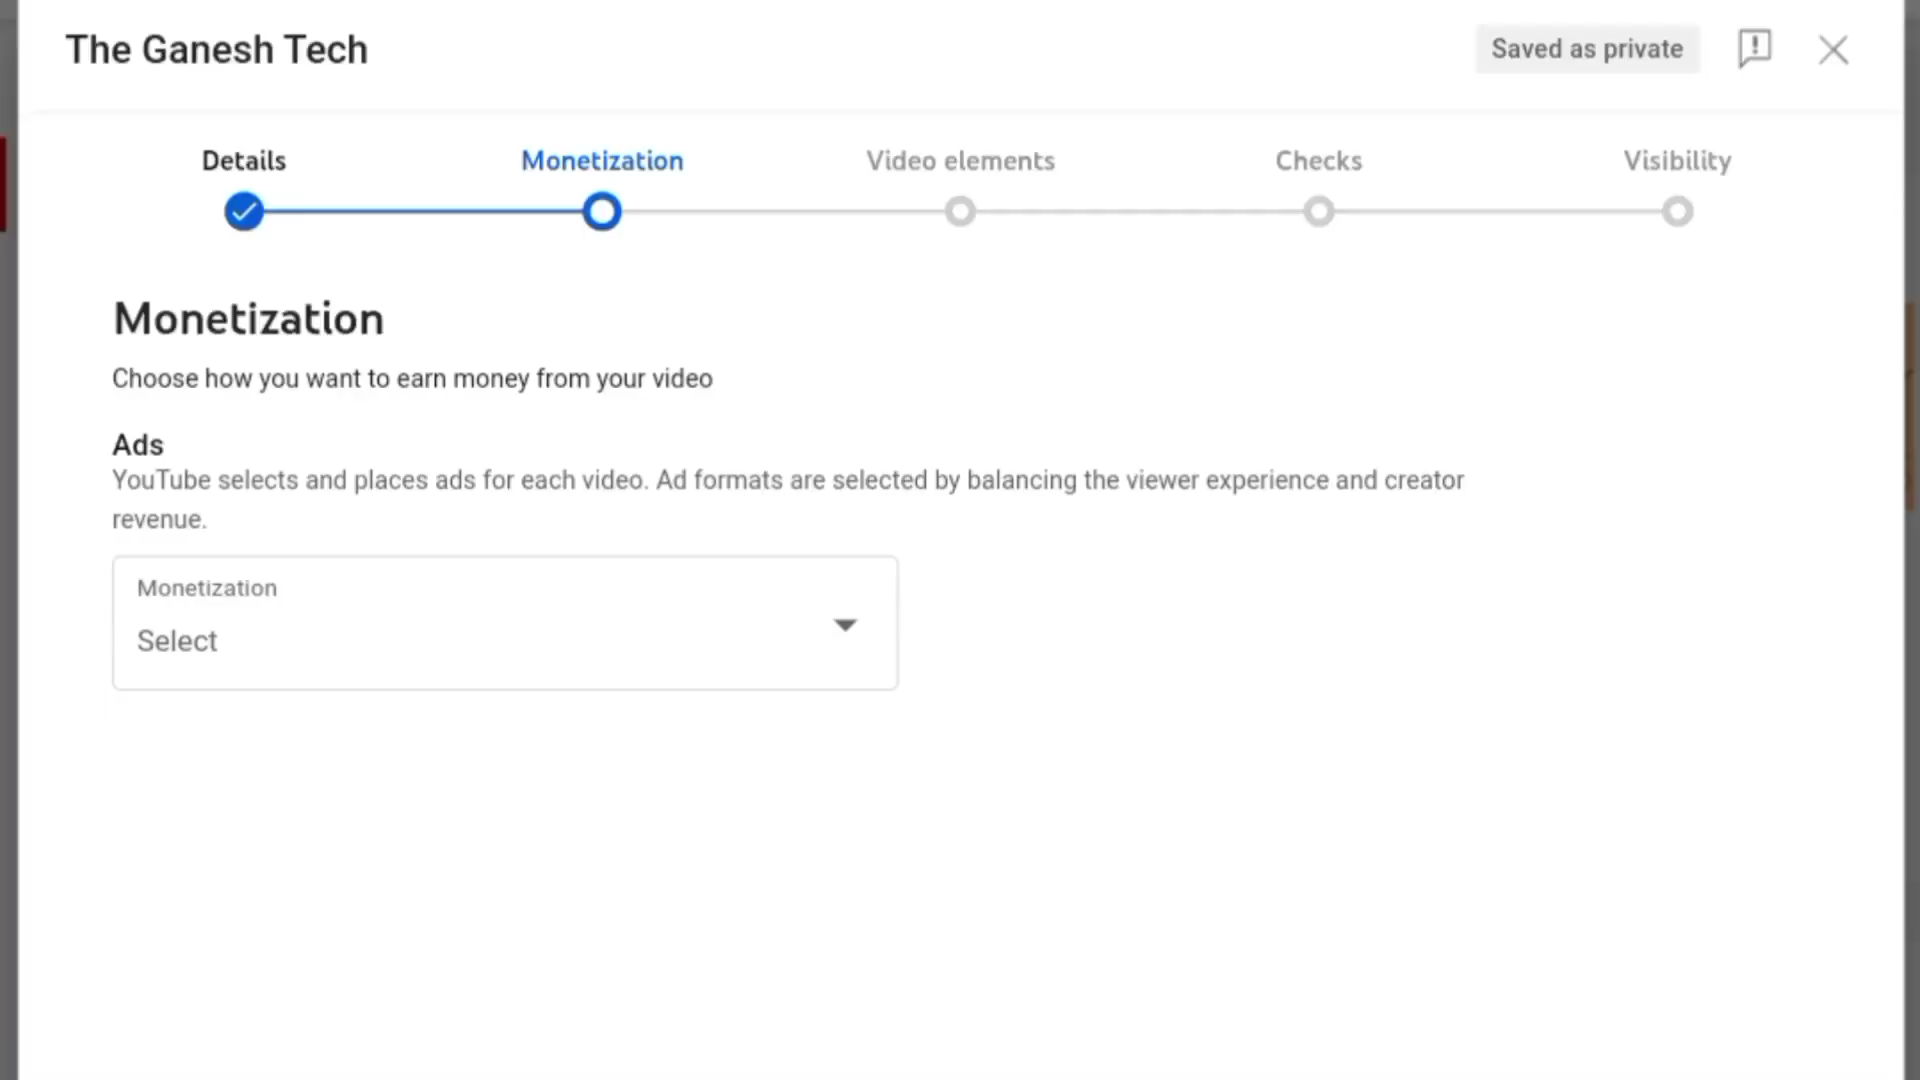 The Ganesh Tech
Saved as private
Details
Monetization
Video elements
Checks
Visibility
Monetization
Choose how you want to earn money from your video
Ads
YouTube selects and places ads for each video. Ad formats are selected by balancing the viewer experience and creator
revenue.
Monetization
Select